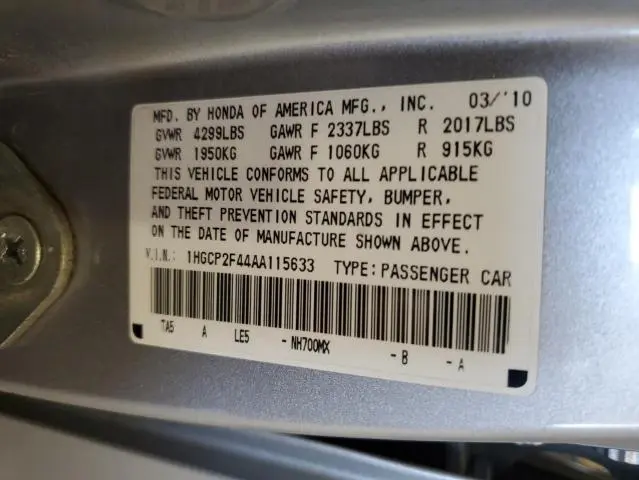 MFD. BY HONDA OF AMERICA MFG., INC. 03/'10
GVWR 4299LBS GAWR F 2337LBS R 2017LBS
GVWR 1950KG GAWR F 1060KG R 915KG
THIS VEHICLE CONFORMS TO ALL APPLICABLE
FEDERAL MOTOR VEHICLE SAFETY, BUMPER,
AND THEFT PREVENTION STANDARDS IN EFFECT
ON THE DATE OF MANUFACTURE SHOWN ABOVE.
V.I.N.: 1HGCP2F44AA115633 TYPE: PASSENGER CAR
TA5 A LE5 - NH700MX - B - A